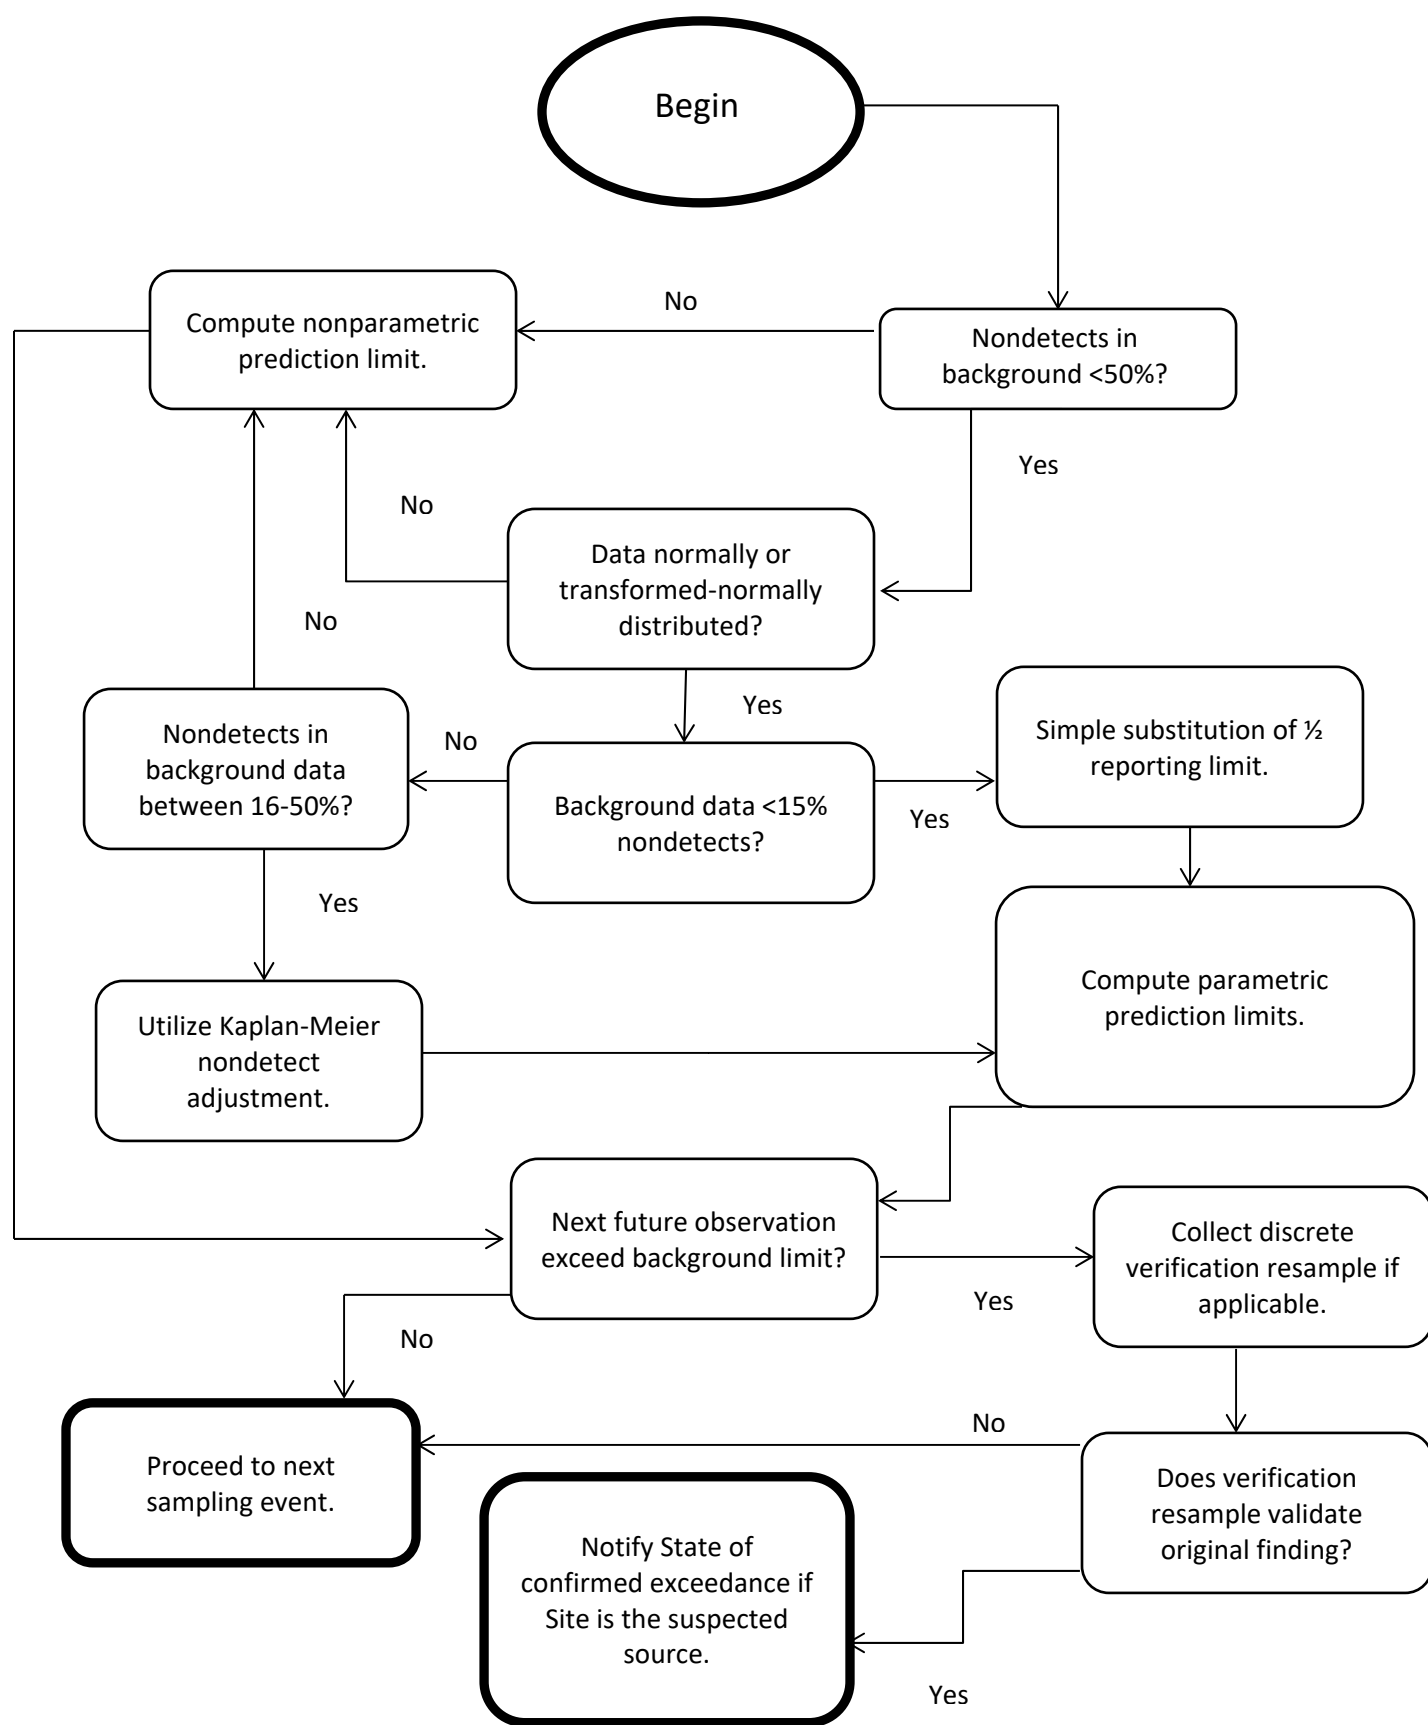 Begin
No
Compute nonparametric
prediction limit.
Nondetects in
background <50%?
Yes
No
Data normally or
transformed-normally
distributed?
No
Yes
Nondetects in
background data
between 16-50%?
No
Background data <15%
nondetects?
Yes
Simple substitution of ½
reporting limit.
Yes
Compute parametric
prediction limits.
Utilize Kaplan-Meier
nondetect
adjustment.
Next future observation
exceed background limit?
Yes
Collect discrete
verification resample if
applicable.
No
No
Proceed to next
sampling event.
Does verification
resample validate
original finding?
Notify State of
confirmed exceedance if
Site is the suspected
source.
Yes